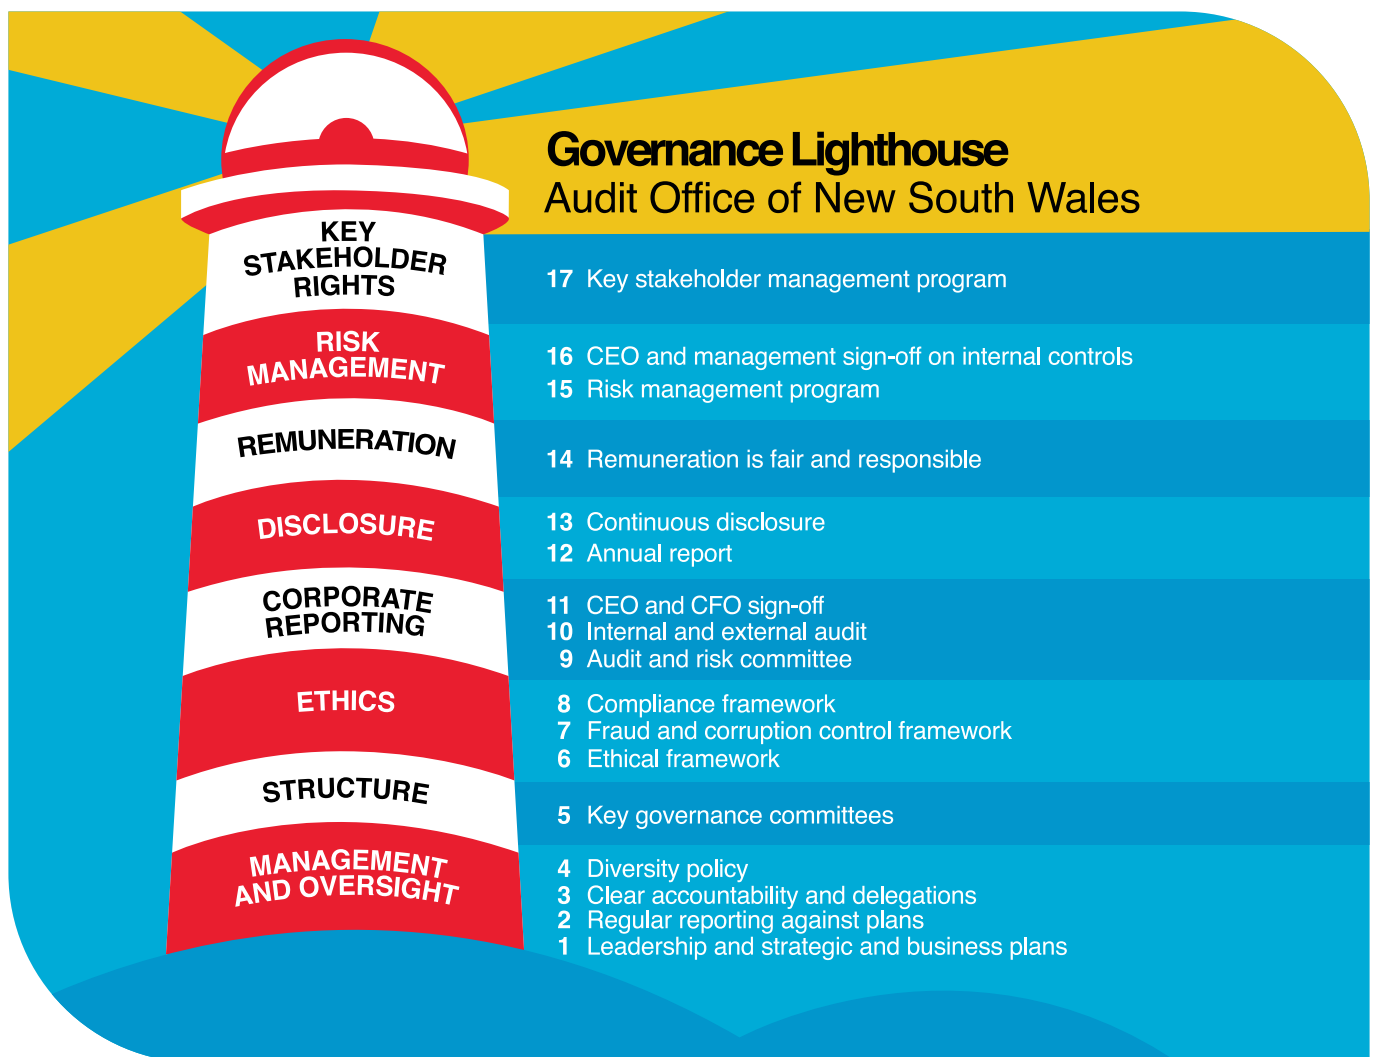 Governance Lighthouse
Audit Office of New South Wales
KEY
STAKEHOLDER
RIGHTS
17 Key stakeholder management program
RISK
MANAGEMENT
16 CEO and management sign-off on internal controls
15 Risk management program
REMUNERATION
14 Remuneration is fair and responsible
DISCLOSURE
13 Continuous disclosure
12 Annual report
CORPORATE
REPORTING
11 CEO and CFO sign-off
10 Internal and external audit
9 Audit and risk committee
ETHICS
8 Compliance framework
7 Fraud and corruption control framework
6 Ethical framework
STRUCTURE
5 Key governance committees
MANAGEMENT
AND OVERSIGHT
4 Diversity policy
3 Clear accountability and delegations
2 Regular reporting against plans
1 Leadership and strategic and business plans